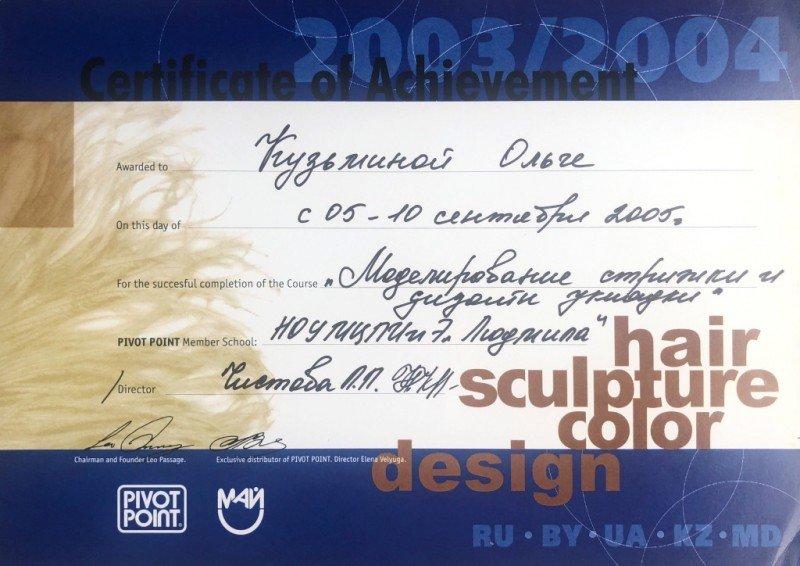 2003/2004
Certificate of Achievement
Awarded to Кузьминой Ольге
On this day of с 05-10 сентября 2005.
For the succesful completion of the Course „Моделирование стрижки и
дизайн укладки"
PIVOT POINT Member School: Людмила"
hair
Director Чистова Л.П.
sculpture
color
Chairman and Founder Leo Passage.
Exclusive distributor of PIVOT POINT. Director Elena Velyuga.
design
PIVOT
POINT
МАЙ
RU • BY • UA • KZ • MD